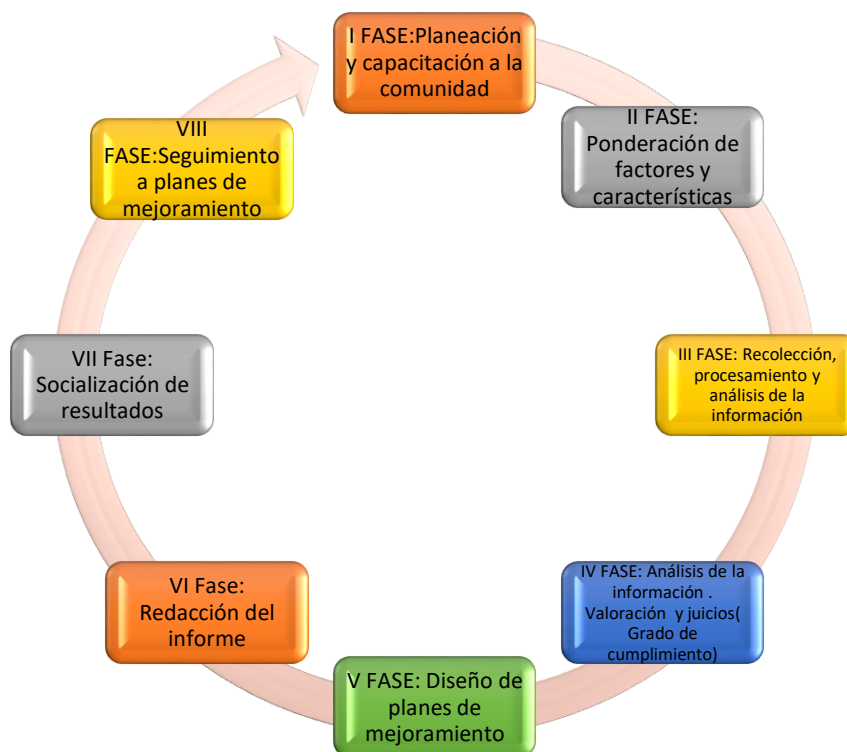 I FASE:Planeación
y capacitación a la
comunidad
II FASE:
Ponderación de
factores y
características
III FASE: Recolección,
procesamiento y
análisis de la
información
IV FASE: Análisis de la
información .
Valoración y juicios(
Grado de
cumplimiento)
V FASE: Diseño de
planes de
mejoramiento
VI Fase:
Redacción del
informe
VII Fase:
Socialización de
resultados
VIII
FASE:Seguimiento
a planes de
mejoramiento